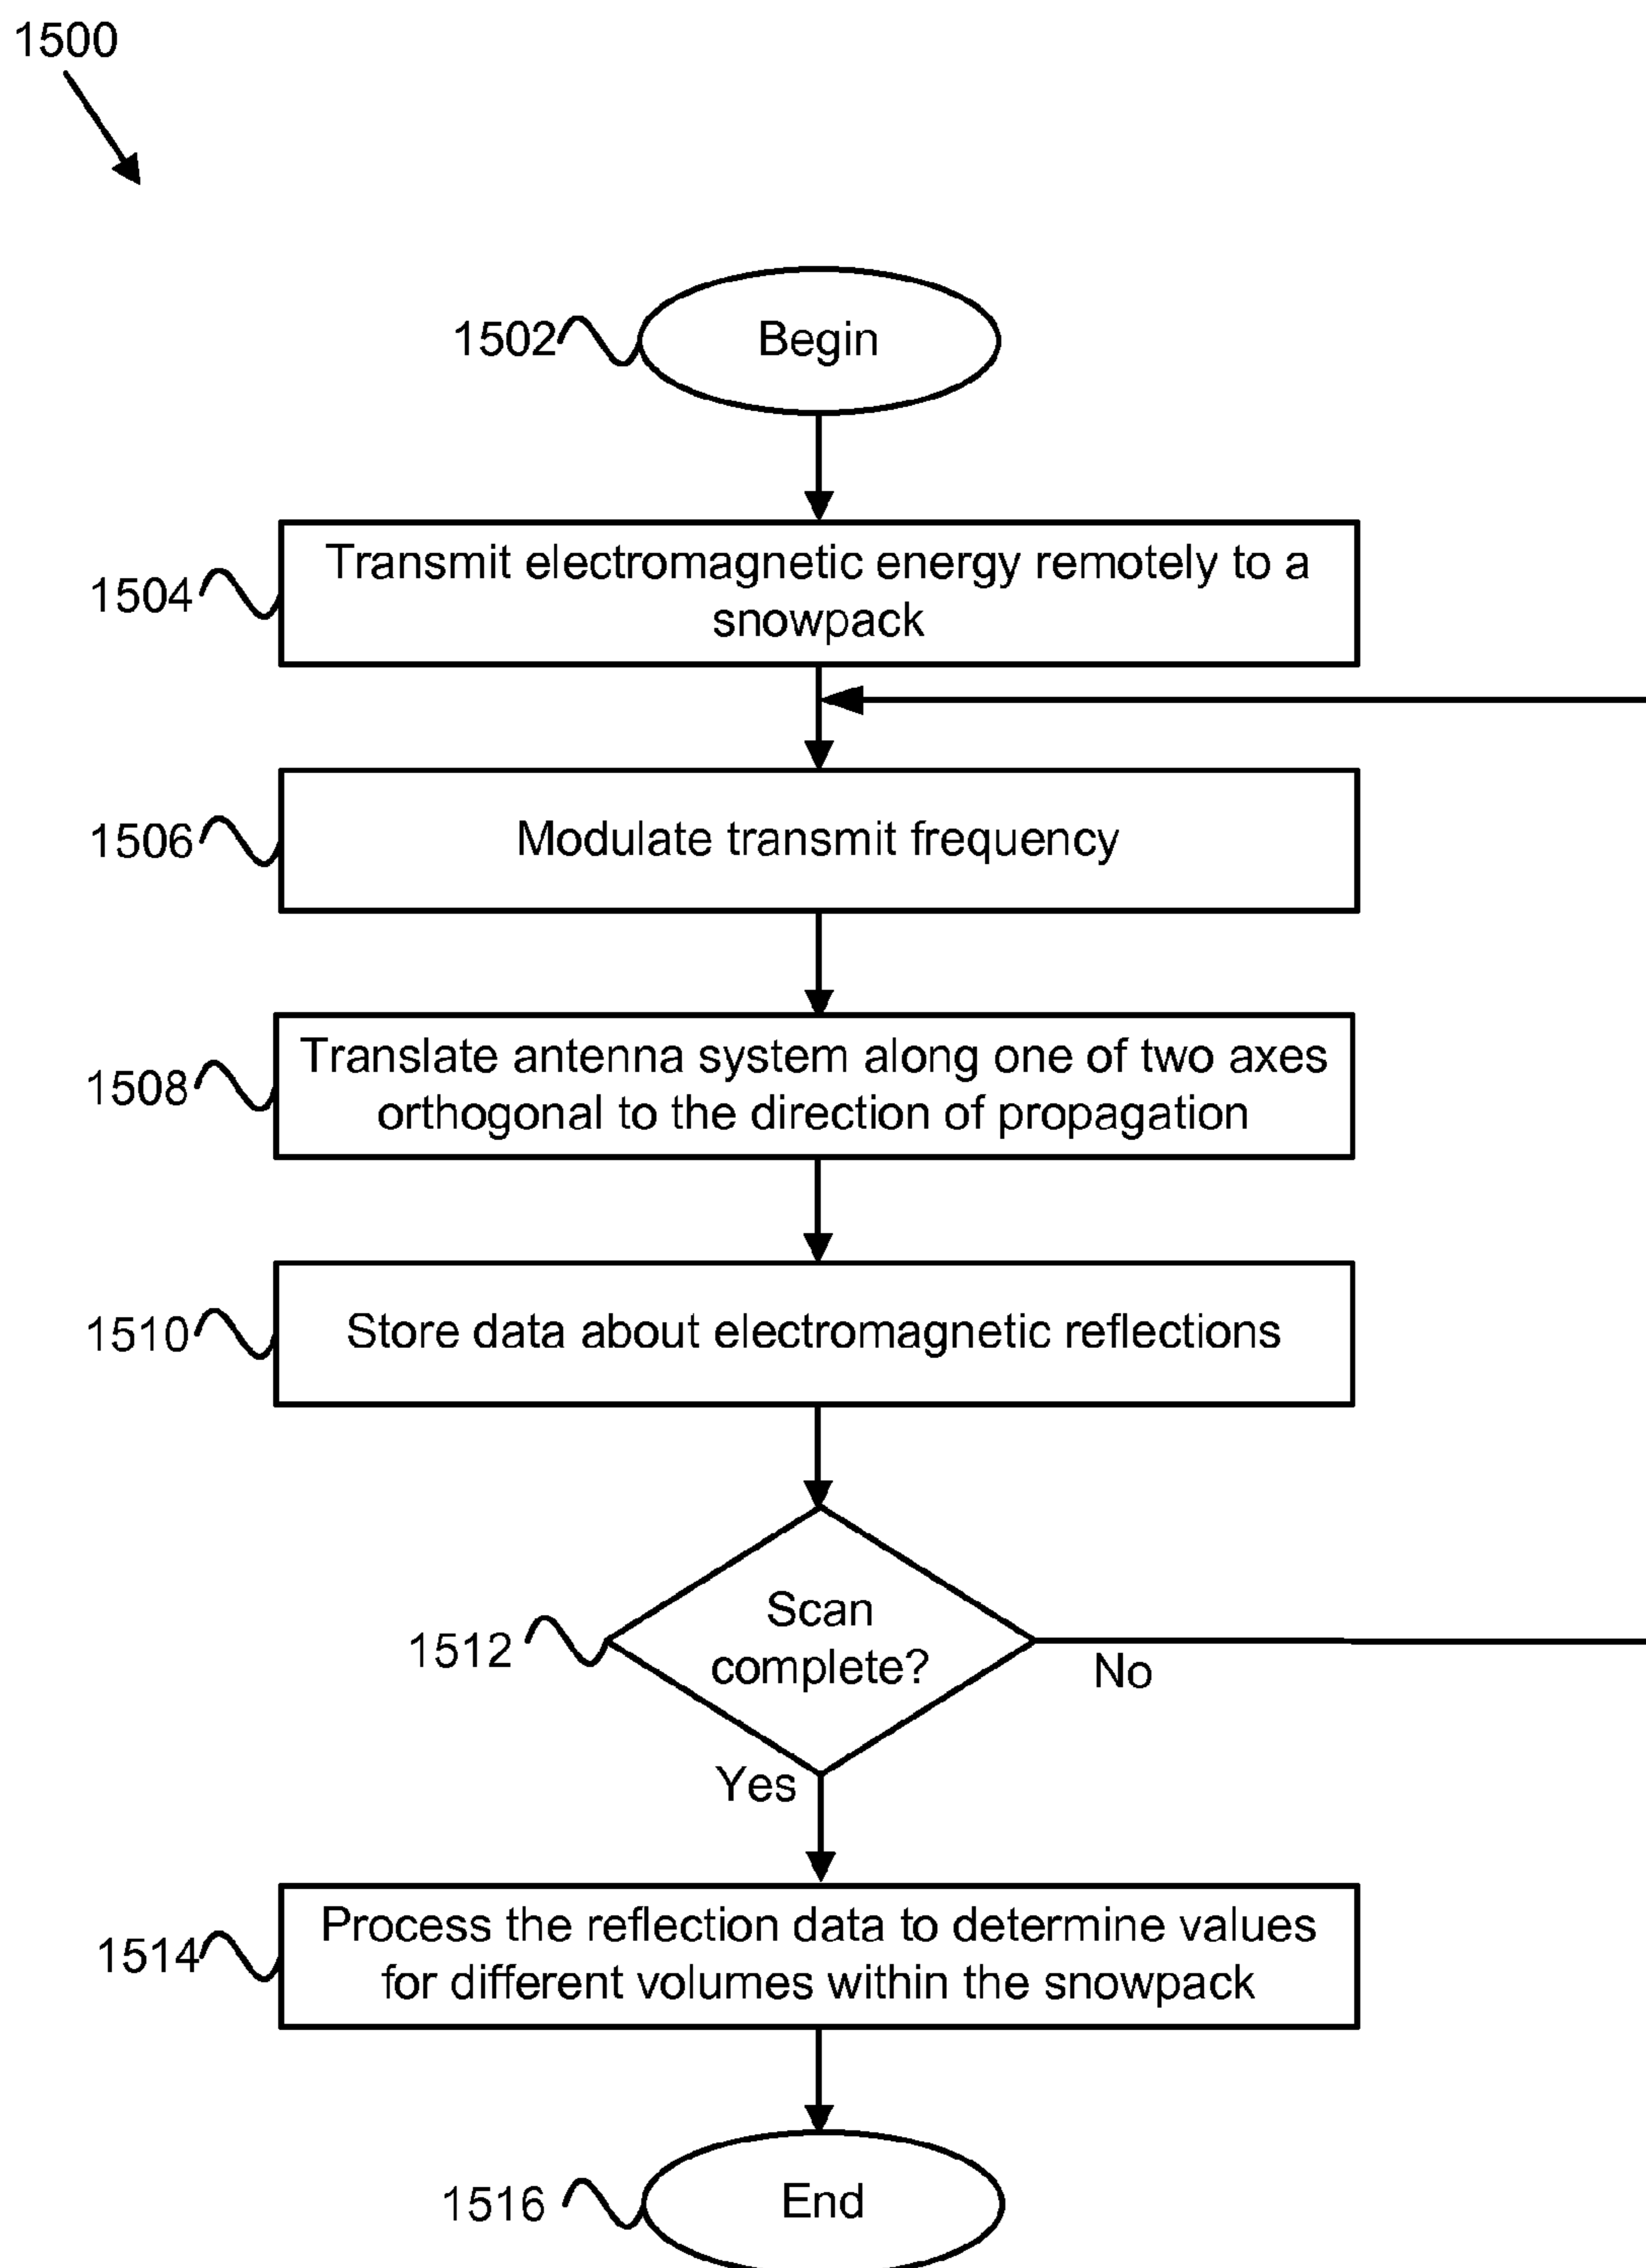 1500
1502
Begin
1504
Transmit electromagnetic energy remotely to a
snowpack
1506
Modulate transmit frequency
1508
Translate antenna system along one of two axes
orthogonal to the direction of propagation
1510
Store data about electromagnetic reflections
1512
Scan
complete?
No
Yes
1514
Process the reflection data to determine values
for different volumes within the snowpack
1516
End